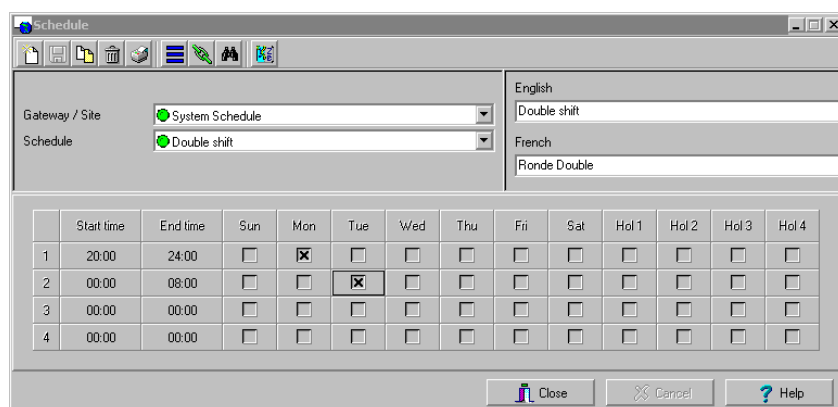 Schedule
English
Gateway / Site System Schedule Double shift
Schedule Double shift French
Ronde Double
Start time End time Sun Mon Tue Wed Thu Fri Sat Hol 1 Hol 2 Hol 3 Hol 4
1 20:00 24:00
2 00:00 08:00
3 00:00 00:00
4 00:00 00:00
Close Cancel Help